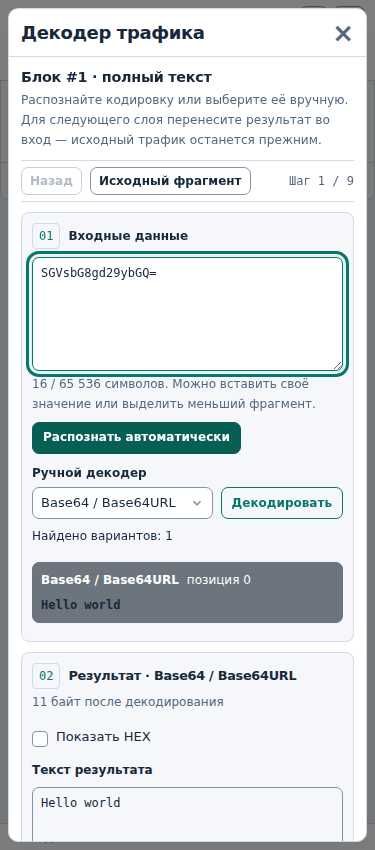 Декодер трафика
Блок #1 · полный текст
Распознайте кодировку или выберите её вручную.
Для следующего слоя перенесите результат во
вход — исходный трафик останется прежним.
Назад
Исходный фрагмент
Шаг 1 / 9
01 Входные данные
SGVsbG8gd29ybGQ=
16 / 65 536 символов. Можно вставить своё
значение или выделить меньший фрагмент.
Распознать автоматически
Ручной декодер
Base64 / Base64URL
Декодировать
Найдено вариантов: 1
Base64 / Base64URL позиция 0
Hello world
02 Результат · Base64 / Base64URL
11 байт после декодирования
Показать HEX
Текст результата
Hello world